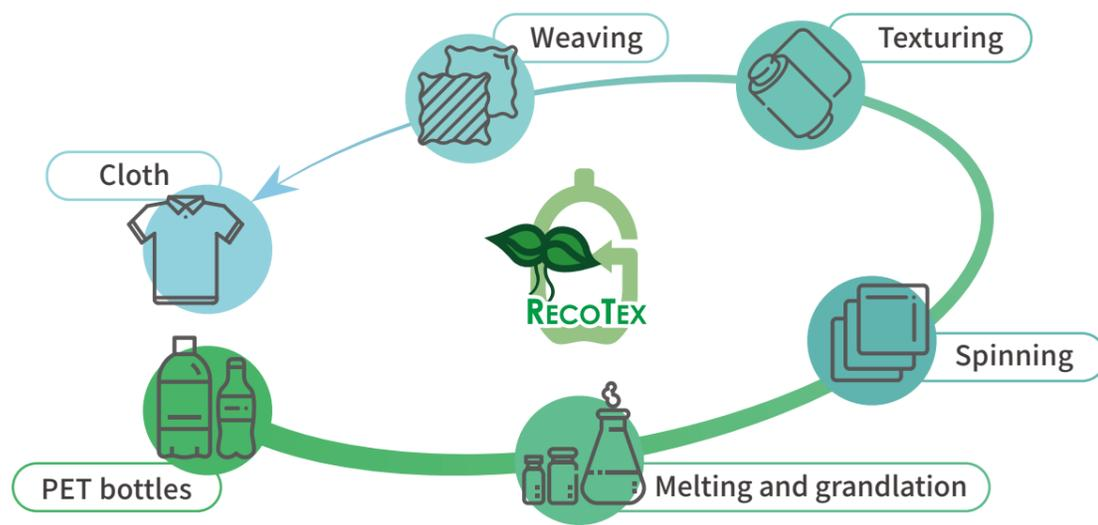 Weaving
Texturing
Cloth
RECOTEX
Spinning
PET bottles
Melting and grandlation